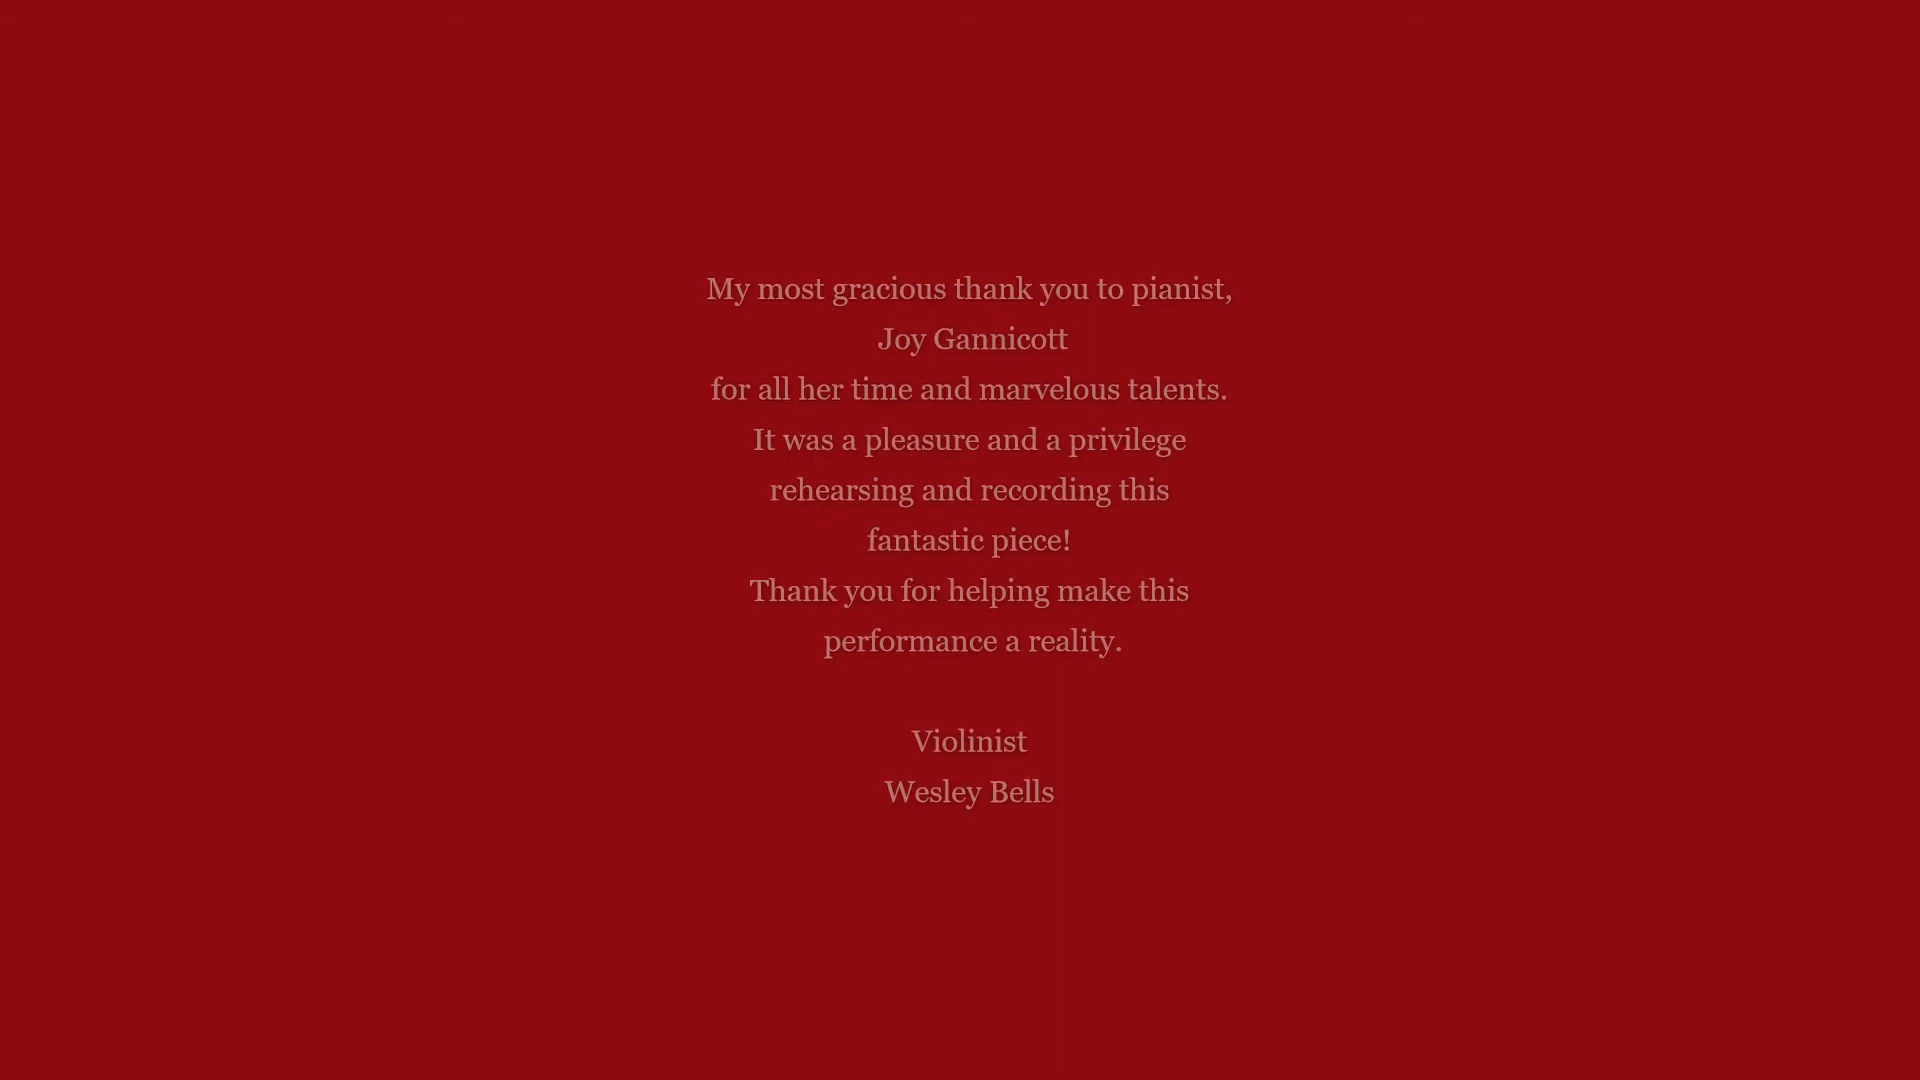 My most gracious thank you to pianist,
Joy Gannicott
for all her time and marvelous talents.
It was a pleasure and a privilege
rehearsing and recording this
fantastic piece!
Thank you for helping make this
performance a reality.
Violinist
Wesley Bells